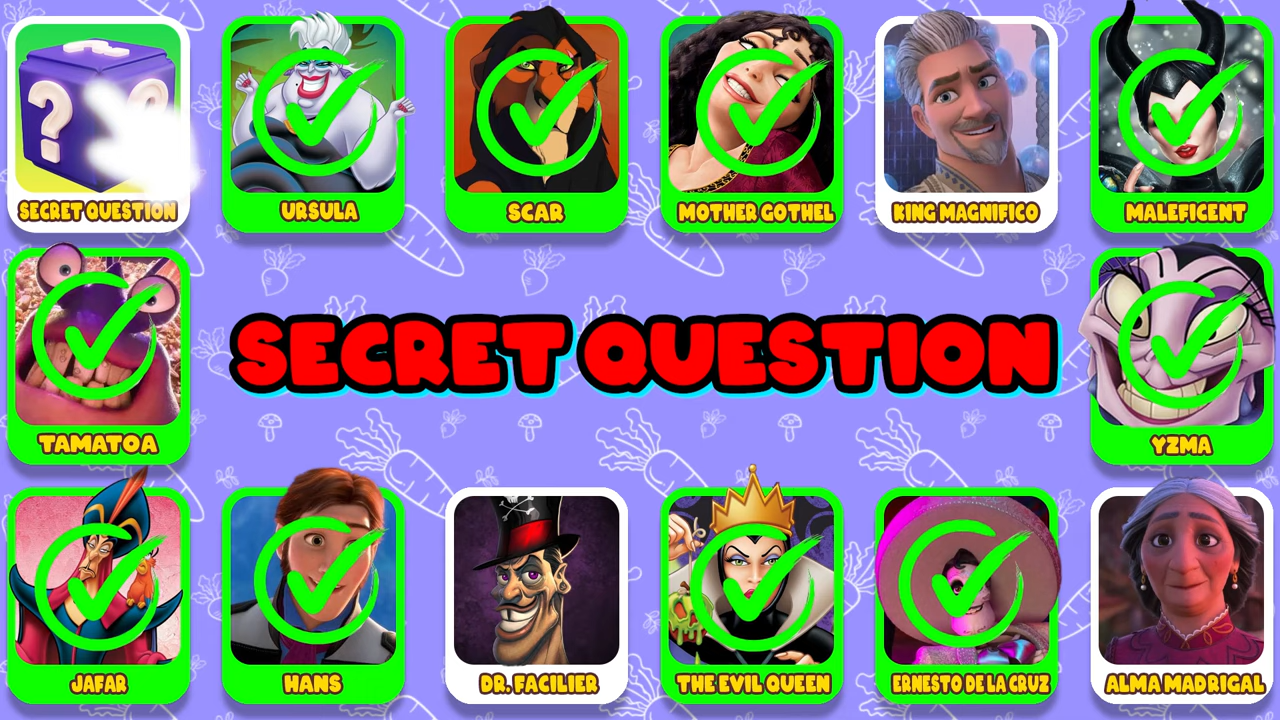 ? ? ?
SECRET QUESTION
URSULA
SCAR
MOTHER GOTHEL
KING MAGNIFICO
MALEFICENT
TAMATOA
SECRET QUESTION
YZMA
JAFAR
HANS
DR. FACILIER
THE EVIL QUEEN
ERNESTO DE LA CRUZ
ALMA MADRIGAL